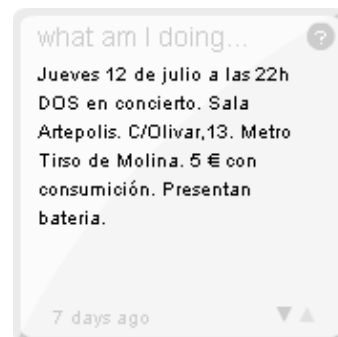 what am I doing...
?
Jueves 12 de julio a las 22h
DOS en concierto. Sala
Artepolis. C/Olivar,13. Metro
Tirso de Molina. 5 € con
consumición. Presentan
bateria.
7 days ago